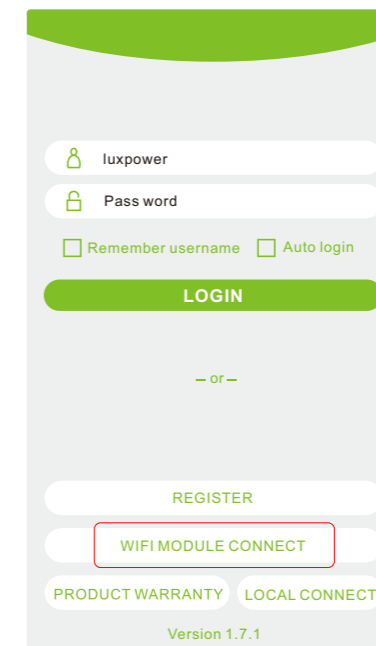 luxpower
Pass word
Remember username Auto login
LOGIN
– or –
REGISTER
WIFI MODULE CONNECT
PRODUCT WARRANTY LOCAL CONNECT
Version 1.7.1